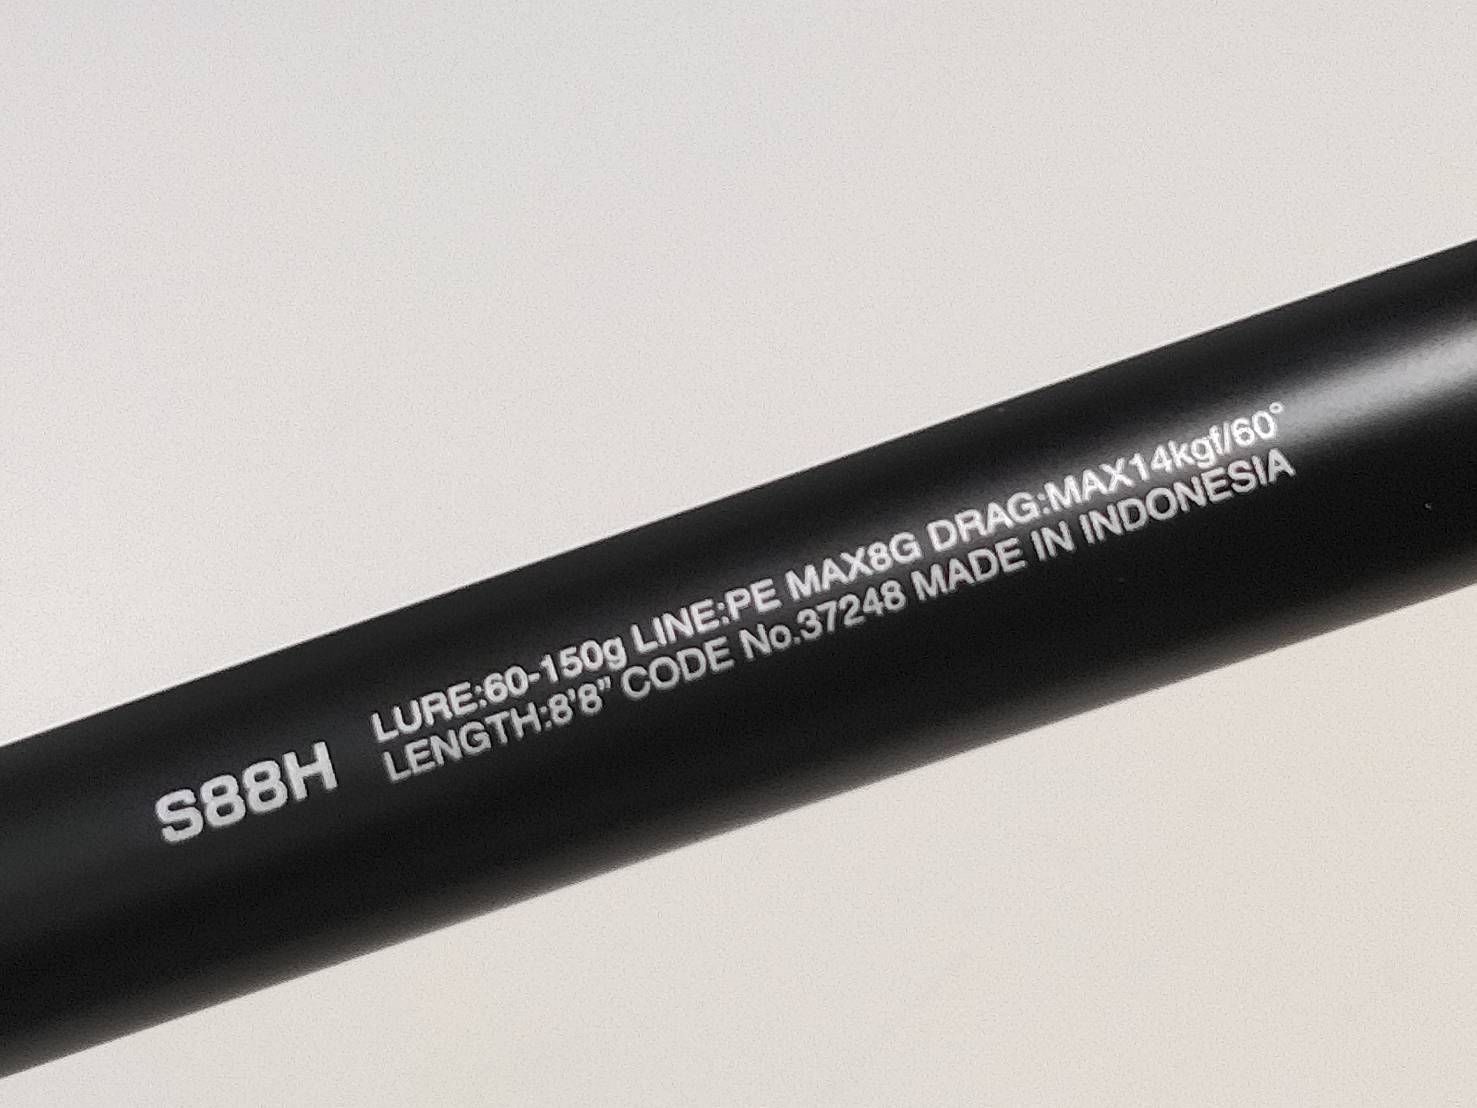 S88H
LURE:60-150g LINE:PE MAX8G DRAG:MAX14kgf/60°
LENGTH:8'8" CODE No.37248 MADE IN INDONESIA